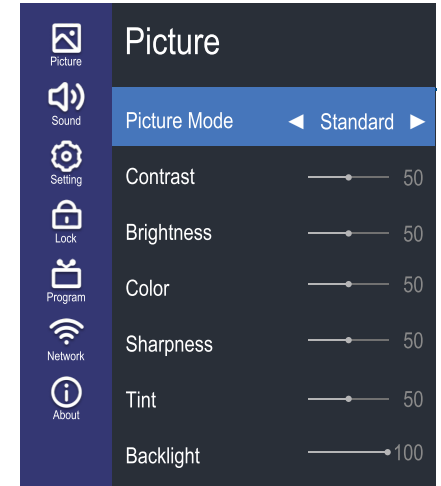 Picture
Sound
Setting
Lock
Program
Network
About
Picture
Picture Mode Standard
Contrast 50
Brightness 50
Color 50
Sharpness 50
Tint 50
Backlight 100